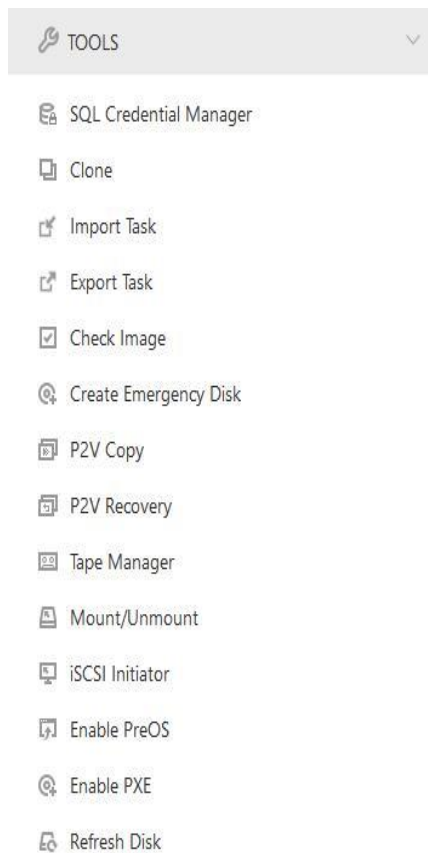 TOOLS
SQL Credential Manager
Clone
Import Task
Export Task
Check Image
Create Emergency Disk
P2V Copy
P2V Recovery
Tape Manager
Mount/Unmount
iSCSI Initiator
Enable PreOS
Enable PXE
Refresh Disk